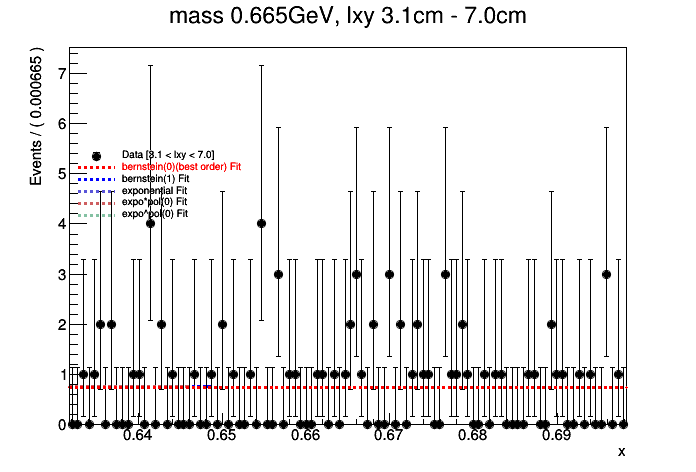 mass 0.665GeV, lxy 3.1cm - 7.0cm
Events / ( 0.000665 )
7
6
5
4
3
2
1
0
Data [3.1 < lxy < 7.0]
bernstein(0)(best order) Fit
bernstein(1) Fit
exponential Fit
expo*pol(0) Fit
expo^pol(0) Fit
0.64 0.65 0.66 0.67 0.68 0.69
x